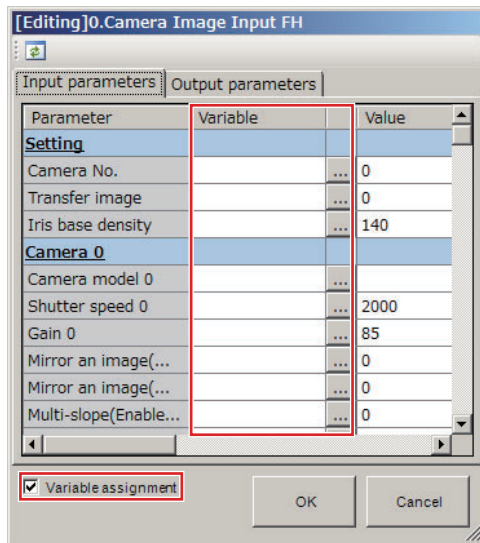 [Editing]0.Camera Image Input FH
Input parameters Output parameters
Parameter Variable Value
Setting
Camera No. ... 0
Transfer image ... 0
Iris base density ... 140
Camera 0
Camera model 0 ...
Shutter speed 0 ... 2000
Gain 0 ... 85
Mirror an image(... ... 0
Mirror an image(... ... 0
Multi-slope(Enable... ... 0
Variable assignment OK Cancel